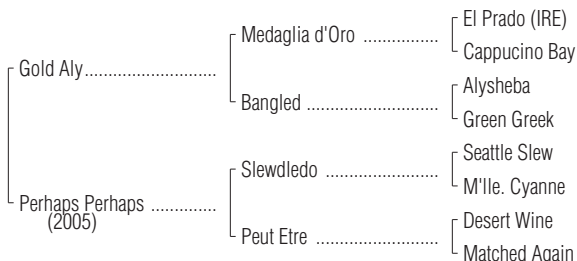 El Prado (IRE)
Medaglia d'Oro ..................
Cappucino Bay
Gold Aly...............................
Alysheba
Bangled ...............................
Green Greek
Seattle Slew
Slewdledo ..........................
M'lle. Cyanne
Perhaps Perhaps ...............
(2005)
Desert Wine
Peut Etre .............................
Matched Again